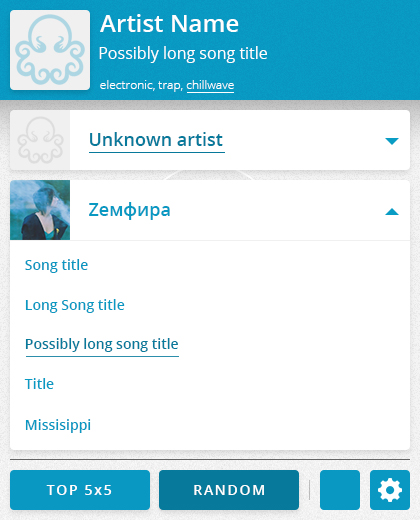 Artist Name
Possibly long song title
electronic, trap, chillwave
Unknown artist
Zемфира
Song title
Long Song title
Possibly long song title
Title
Missisippi
TOP 5x5
RANDOM